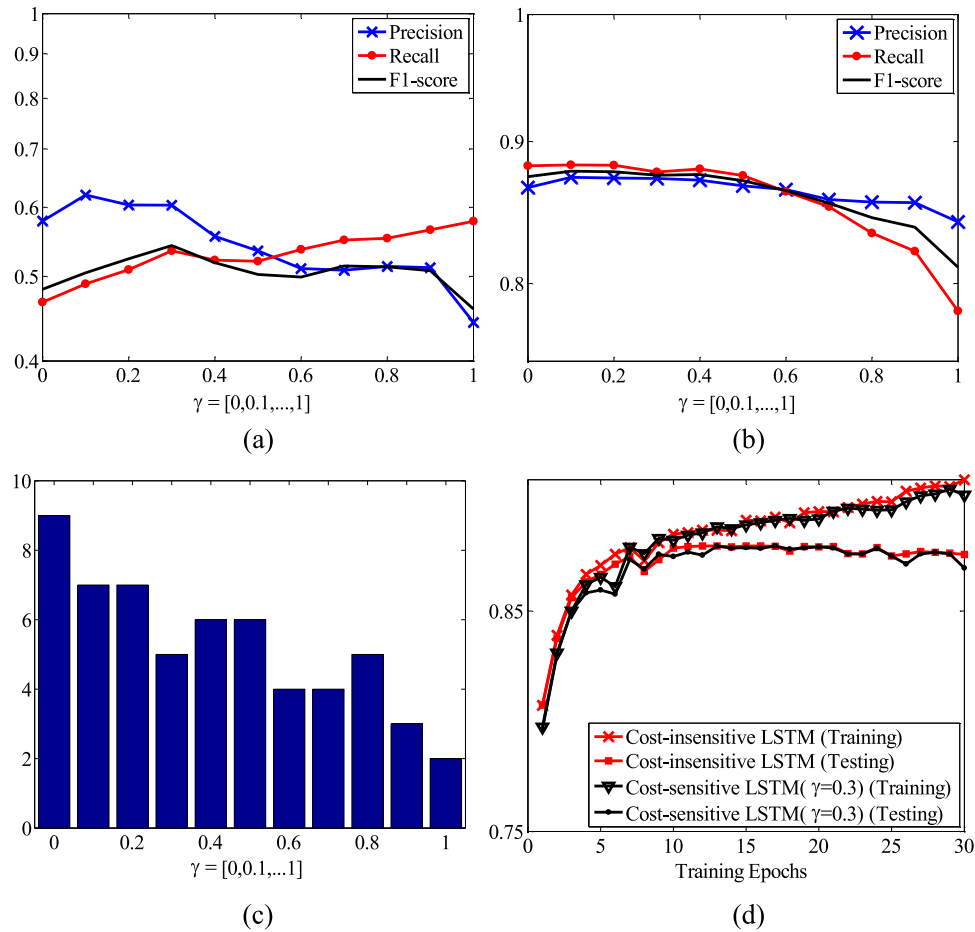 1
0.9
0.8
0.7
0.6
0.5
0.4
Precision
Recall
F1-score
0 0.2 0.4 0.6 0.8 1
γ = [0,0.1,...,1]
(a)
1
0.9
0.8
Precision
Recall
F1-score
0 0.2 0.4 0.6 0.8 1
γ = [0,0.1,...,1]
(b)
10
8
6
4
2
0
0 0.2 0.4 0.6 0.8 1
γ = [0,0.1,...1]
(c)
0.85
0.75
Cost-insensitive LSTM (Training)
Cost-insensitive LSTM (Testing)
Cost-sensitive LSTM( γ=0.3) (Training)
Cost-sensitive LSTM( γ=0.3) (Testing)
0 5 10 15 20 25 30
Training Epochs
(d)